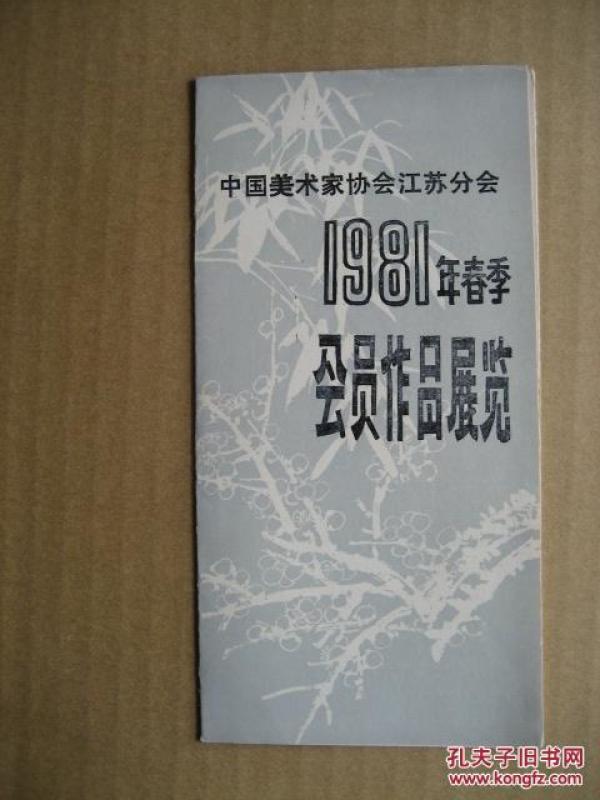 中国美术家协会江苏分会
1981年春季
会员作品展览
孔夫子旧书网
www.kongfz.com